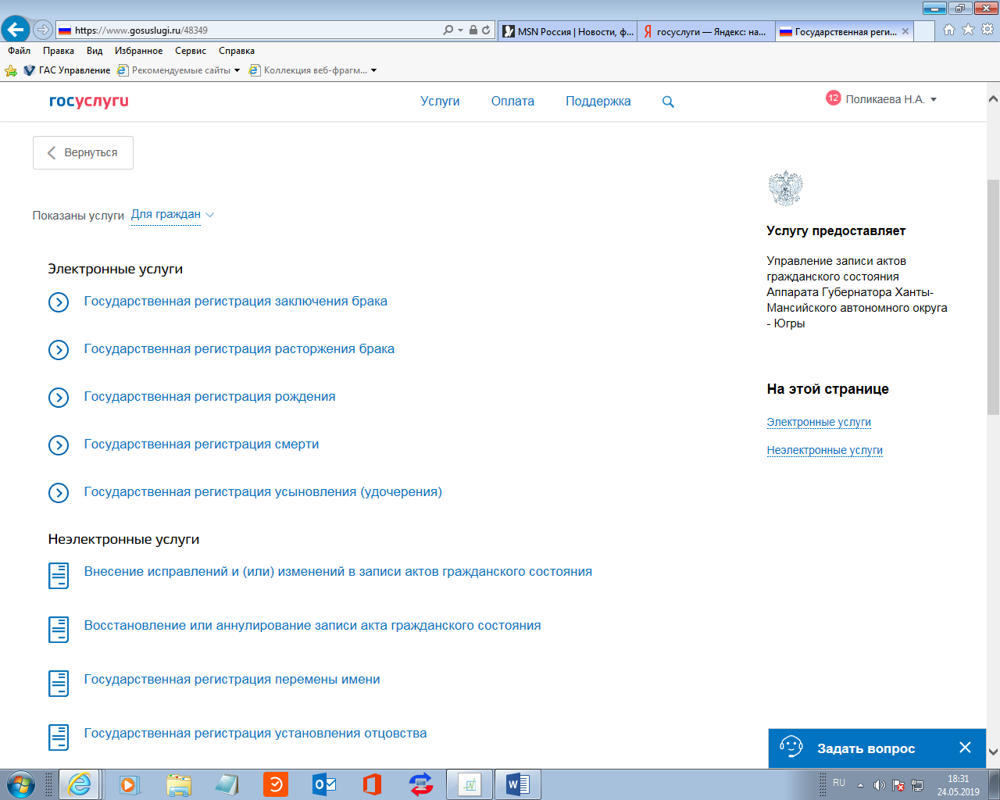 https://www.gosuslugi.ru/48349
MSN Россия | Новости, ф...
госуслуги — Яндекс: на...
Государственная реги...
Файл Правка Вид Избранное Сервис Справка
ГАС Управление Рекомендуемые сайты Коллекция веб-фрагм...
госуслуги
Услуги Оплата Поддержка
12 Поликаева Н.А.
Вернуться
Показаны услуги Для граждан
Электронные услуги
Государственная регистрация заключения брака
Государственная регистрация расторжения брака
Государственная регистрация рождения
Государственная регистрация смерти
Государственная регистрация усыновления (удочерения)
Неэлектронные услуги
Внесение исправлений и (или) изменений в записи актов гражданского состояния
Восстановление или аннулирование записи акта гражданского состояния
Государственная регистрация перемены имени
Государственная регистрация установления отцовства
Услугу предоставляет
Управление записи актов
гражданского состояния
Аппарата Губернатора Ханты-
Мансийского автономного округа
- Югры
На этой странице
Электронные услуги
Неэлектронные услуги
Задать вопрос
RU
18:31
24.05.2019